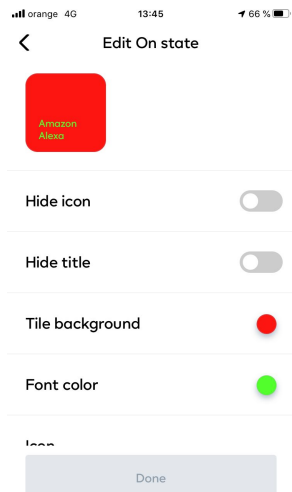 orange 4G 13:45 66 %
Edit On state
Amazon
Alexa
Hide icon
Hide title
Tile background
Font color
Icon
Done